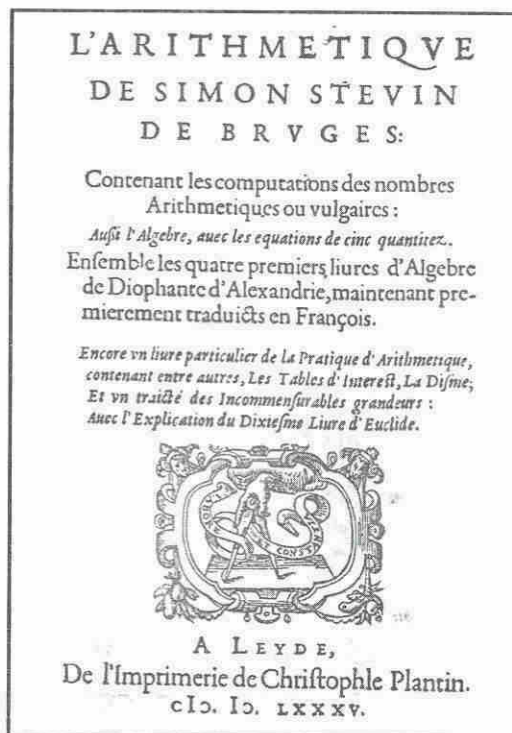 L'ARITHMETIQVE
DE SIMON STEVIN
DE BRVGES:
Contenant les computations des nombres
Arithmetiques ou vulgaires :
Auſsi l'Algebre, auec les equations de cinc quantitez.
Enſemble les quatre premiers liures d'Algebre
de Diophante d'Alexandrie, maintenant pre-
mierement traduicts en François.
Encore vn liure particulier de la Pratique d'Arithmetique,
contenant entre autres, Les Tables d'Intereſt, La Diſme;
Et vn traicté des Incommenſurables grandeurs :
Auec l'Explication du Dixieſme Liure d'Euclide.
LABORE ET CONSTANTIA
A LEYDE,
De l'Imprimerie de Chriſtophle Plantin.
cIↄ. Iↄ. LXXXV.